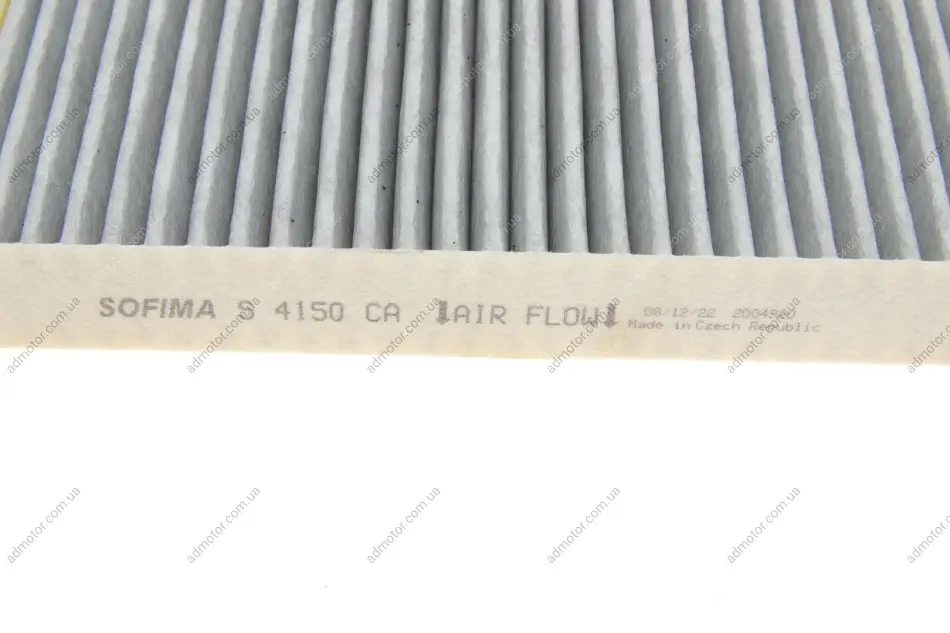 SOFIMA S 4150 CA ↓AIR FLOW↓ 08/12/22
Made in Czech Republic
admotor.com.ua